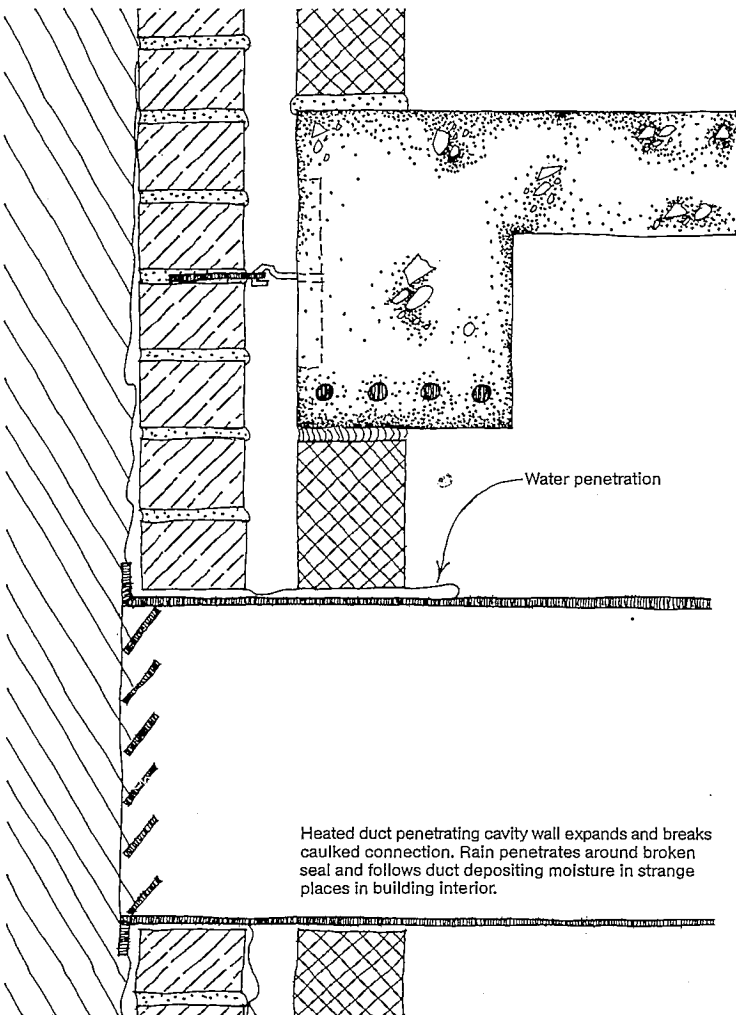 Water penetration
Heated duct penetrating cavity wall expands and breaks
caulked connection. Rain penetrates around broken
seal and follows duct depositing moisture in strange
places in building interior.